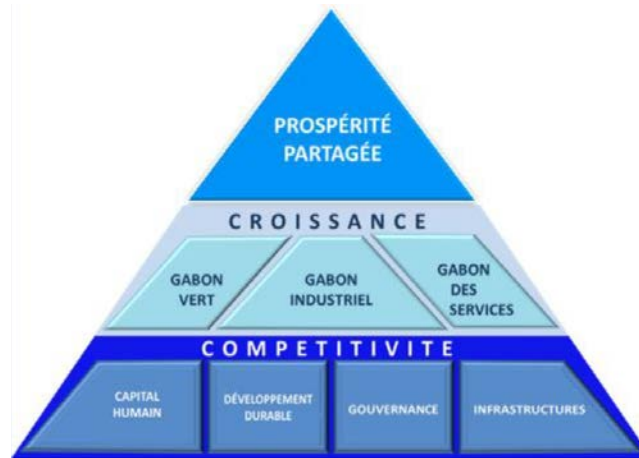 PROSPÉRITÉ
PARTAGÉE
CROISSANCE
GABON
VERT
GABON
INDUSTRIEL
GABON
DES
SERVICES
COMPETITIVITE
CAPITAL
HUMAIN
DÉVELOPPEMENT
DURABLE
GOUVERNANCE
INFRASTRUCTURES